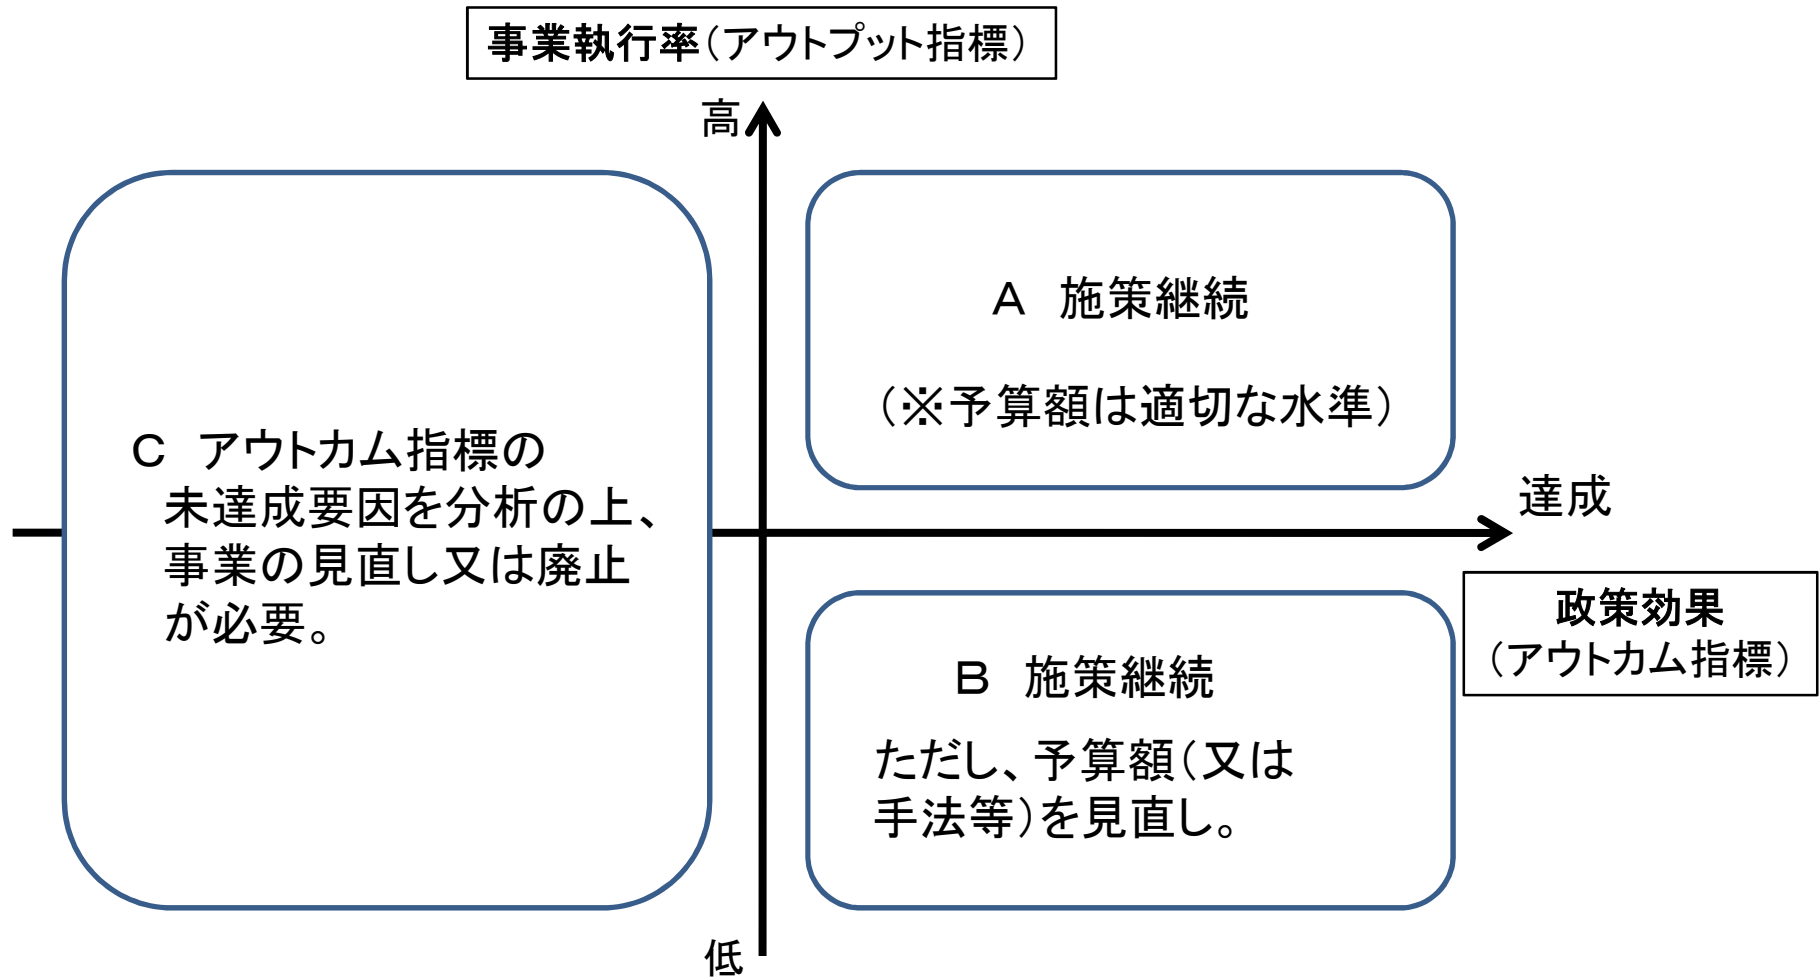 事業執行率（アウトプット指標）
高
A　施策継続
（※予算額は適切な水準）
C　アウトカム指標の
未達成要因を分析の上、
事業の見直し又は廃止
が必要。
達成
政策効果
（アウトカム指標）
B　施策継続
ただし、予算額（又は
手法等）を見直し。
低